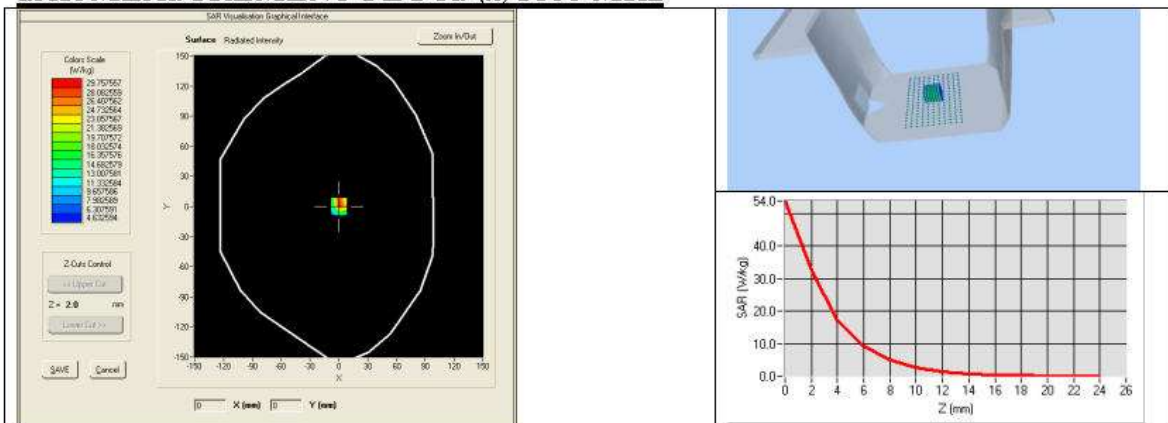 SAR Visualisation Graphical Interface
Surface Radiated Intensity
Zoom In/Out
Colors Scale
(W/kg)
29.757567
28.082559
26.407562
24.732564
23.057567
21.382569
19.707572
18.032574
16.357576
14.682579
13.007581
11.332584
9.657586
7.982589
6.307591
4.632594
Z-Cuts Control
<< Upper Cut
Z = 2.0 mm
Lower Cut >>
SAVE Cancel
150
120
90
60
30
0
-30
-60
-90
-120
-150
Y
-150 -120 -90 -60 -30 0 30 60 90 120 150
X
0 X (mm) 0 Y (mm)
54.0
40.0
30.0
20.0
10.0
0.0
SAR (W/kg)
0 2 4 6 8 10 12 14 16 18 20 22 24 26
Z (mm)